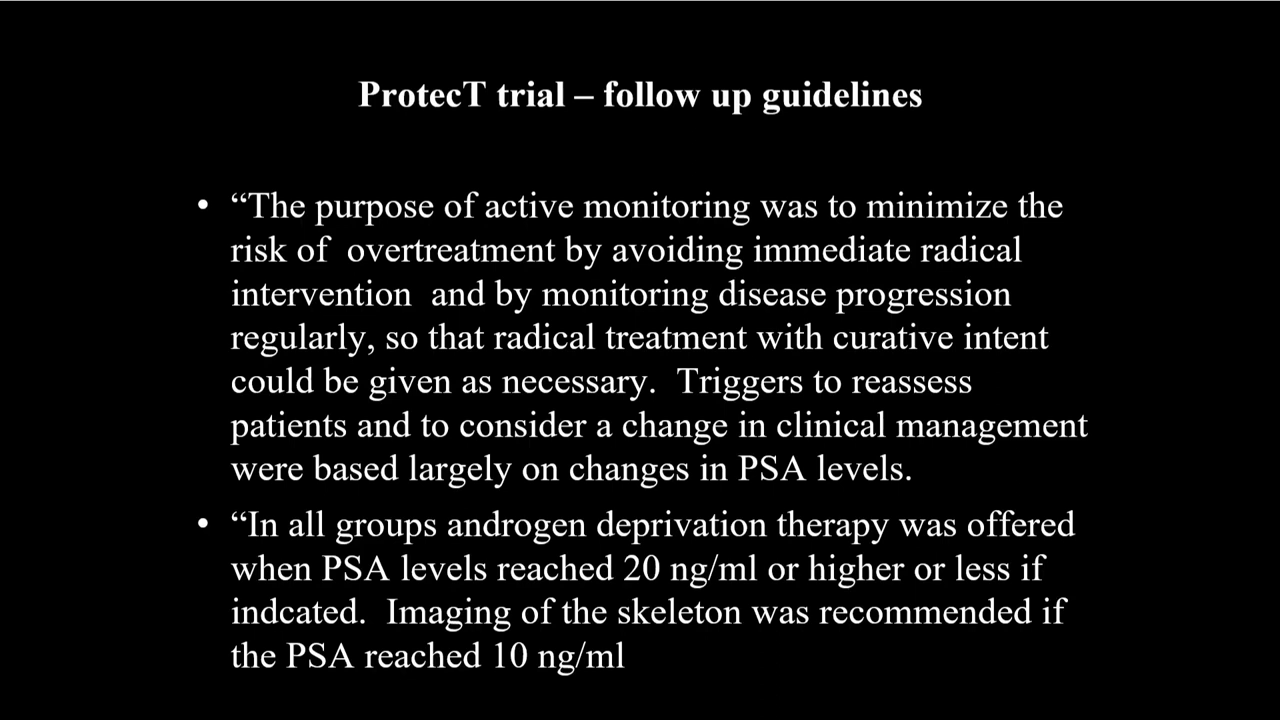 ProtecT trial – follow up guidelines
• “The purpose of active monitoring was to minimize the
risk of  overtreatment by avoiding immediate radical
intervention  and by monitoring disease progression
regularly, so that radical treatment with curative intent
could be given as necessary.  Triggers to reassess
patients and to consider a change in clinical management
were based largely on changes in PSA levels.
• “In all groups androgen deprivation therapy was offered
when PSA levels reached 20 ng/ml or higher or less if
indcated.  Imaging of the skeleton was recommended if
the PSA reached 10 ng/ml